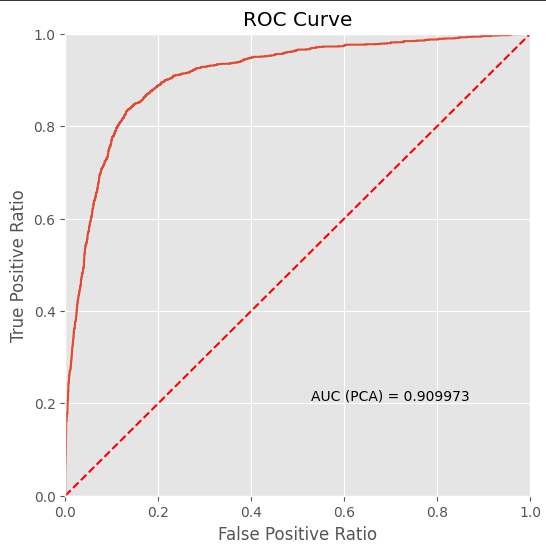 ROC Curve
1.0
0.8
0.6
0.4
0.2
0.0
True Positive Ratio
AUC (PCA) = 0.909973
0.0 0.2 0.4 0.6 0.8 1.0
False Positive Ratio